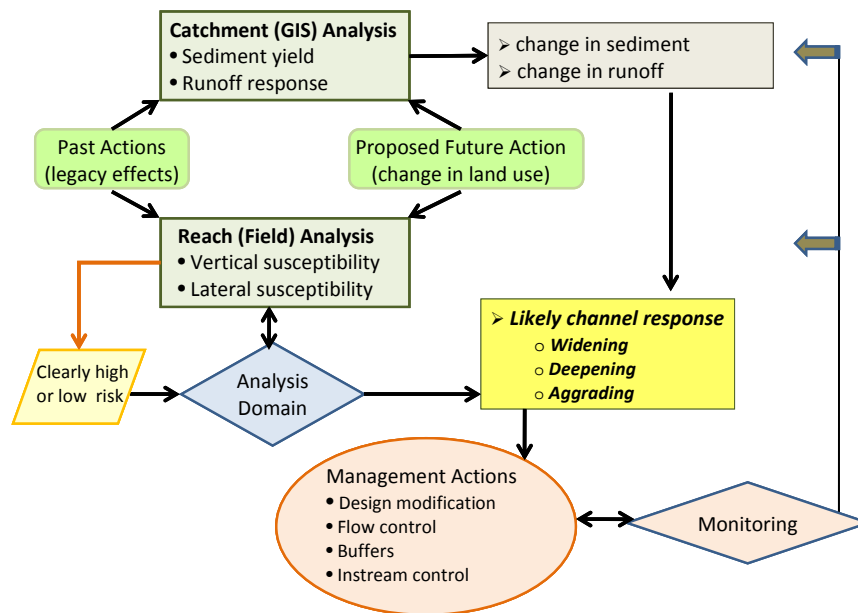 Catchment (GIS) Analysis
• Sediment yield
• Runoff response
➢ change in sediment
➢ change in runoff
Past Actions
(legacy effects)
Proposed Future Action
(change in land use)
Reach (Field) Analysis
• Vertical susceptibility
• Lateral susceptibility
➢ Likely channel response
o Widening
o Deepening
o Aggrading
Clearly high
or low risk
Analysis
Domain
Management Actions
• Design modification
• Flow control
• Buffers
• Instream control
Monitoring